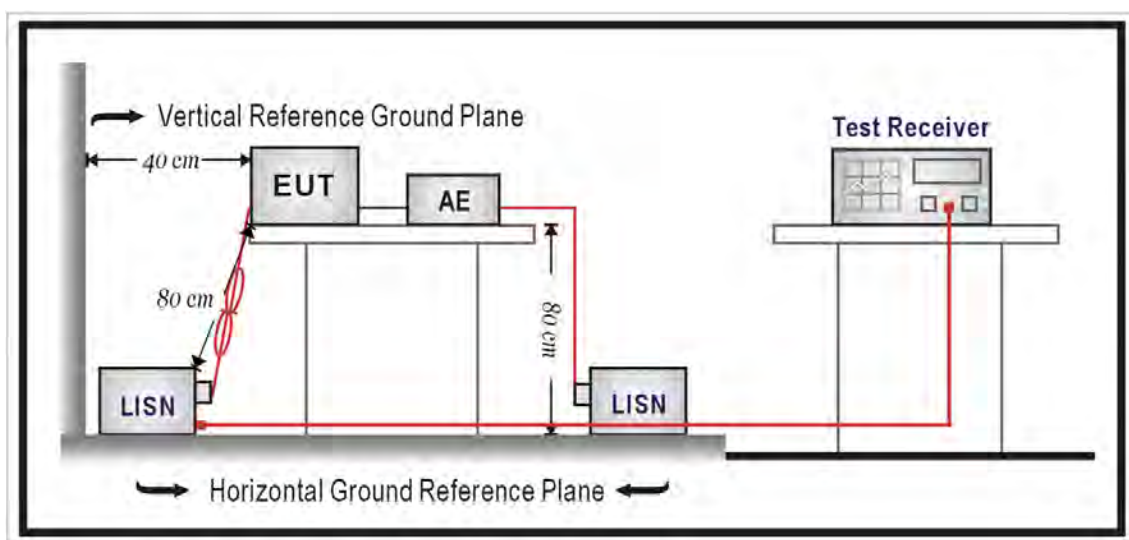 Vertical Reference Ground Plane
Test Receiver
40 cm
EUT
AE
80 cm
80 cm
LISN
LISN
Horizontal Ground Reference Plane